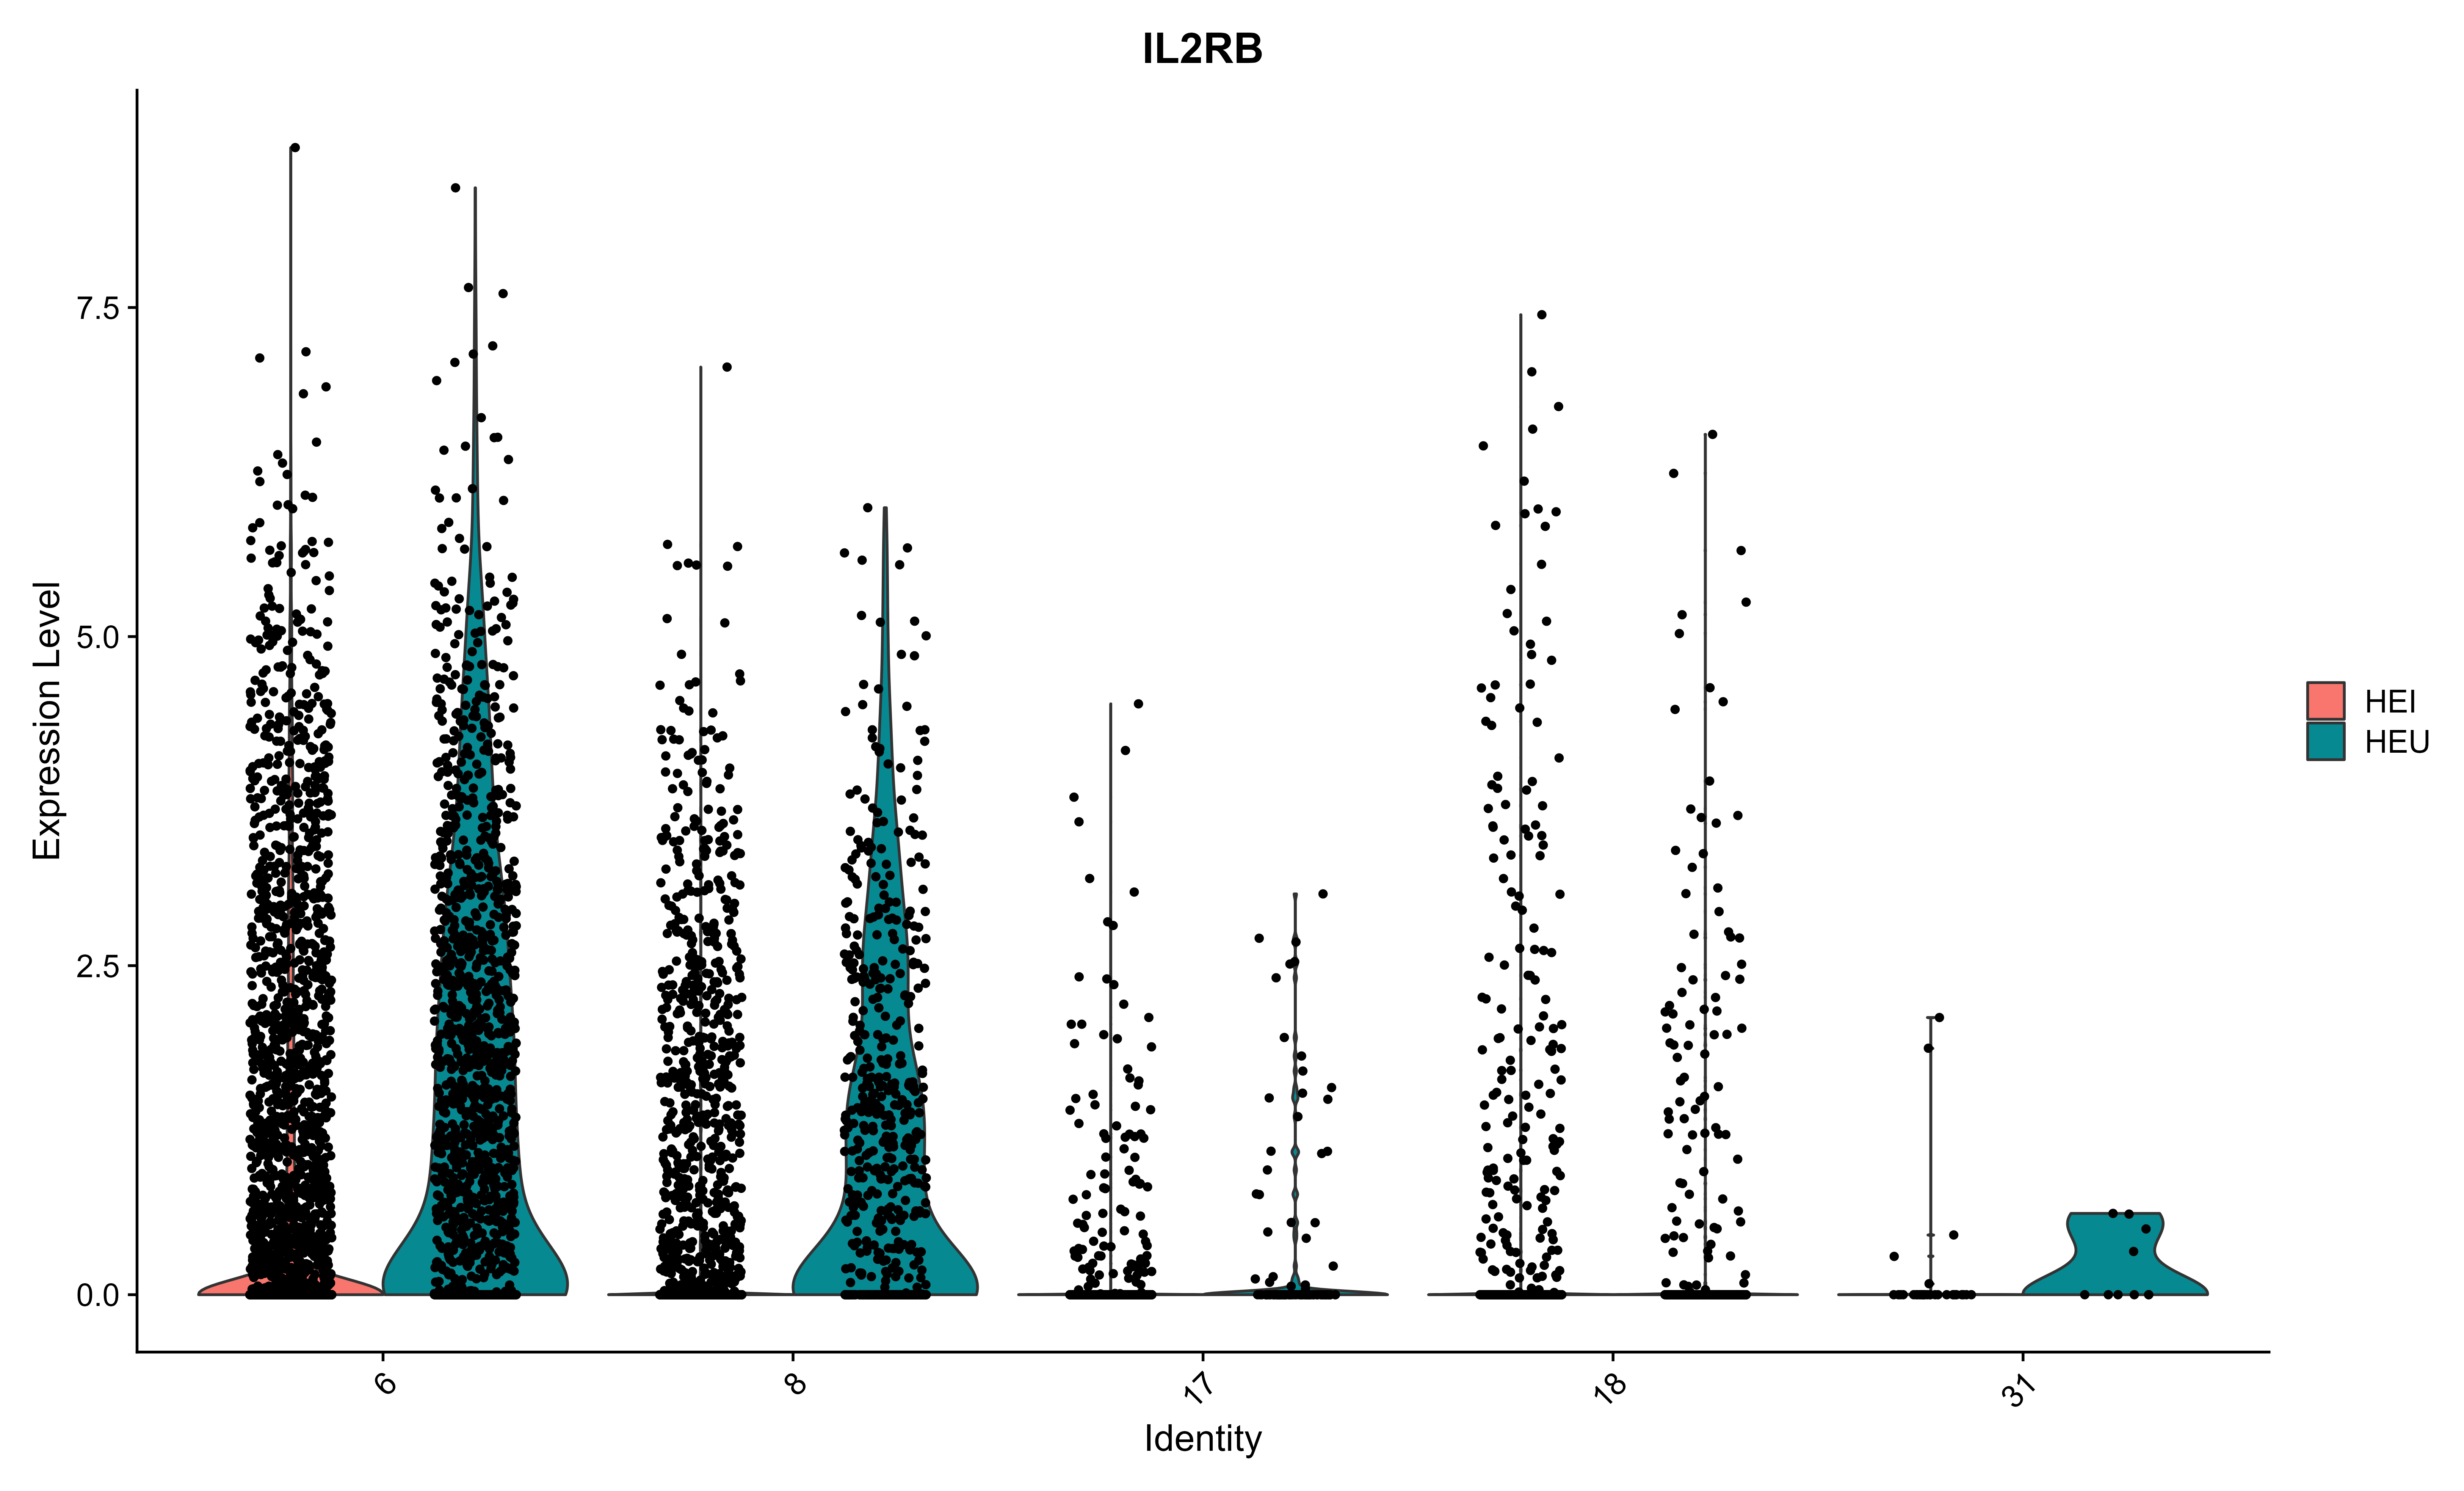 IL2RB
Expression Level
7.5
5.0
2.5
0.0
6
8
17
18
31
Identity
HEI
HEU